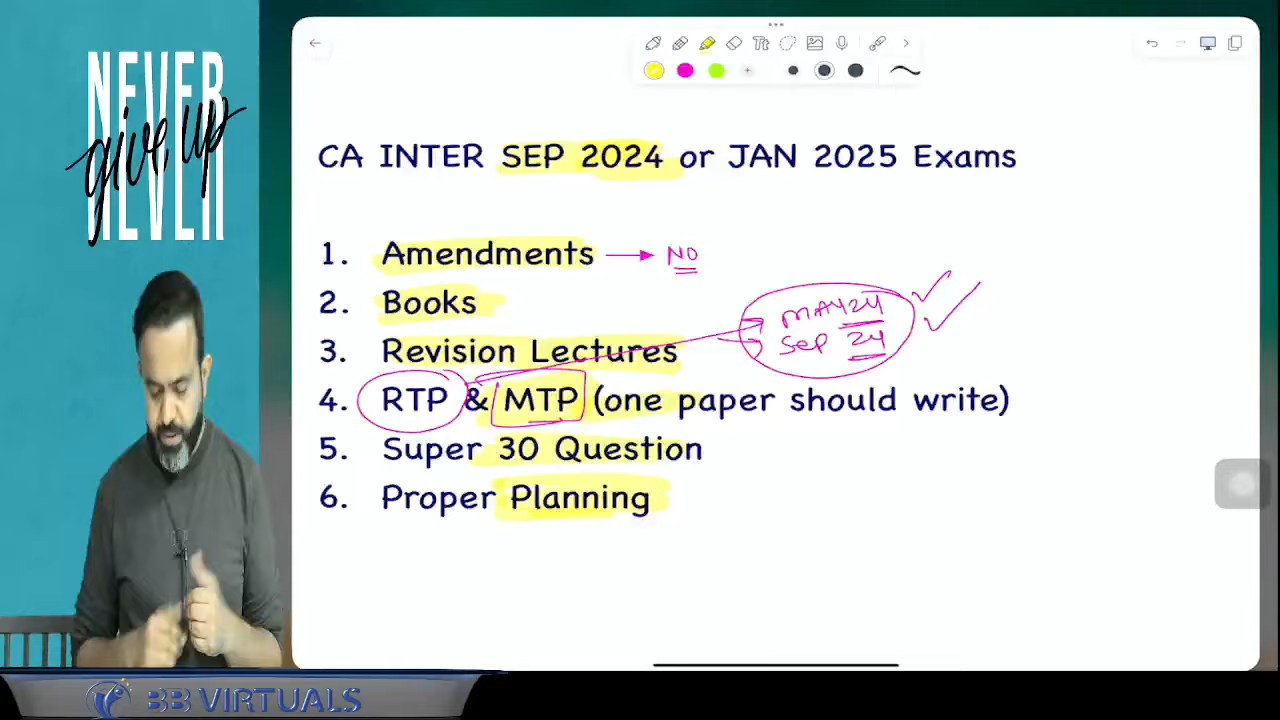 NEVER
give up
NEVER
CA INTER SEP 2024 or JAN 2025 Exams
1. Amendments → NO
2. Books
MAY 24
3. Revision Lectures
Sep 24
4. RTP & MTP (one paper should write)
5. Super 30 Question
6. Proper Planning
BB VIRTUALS